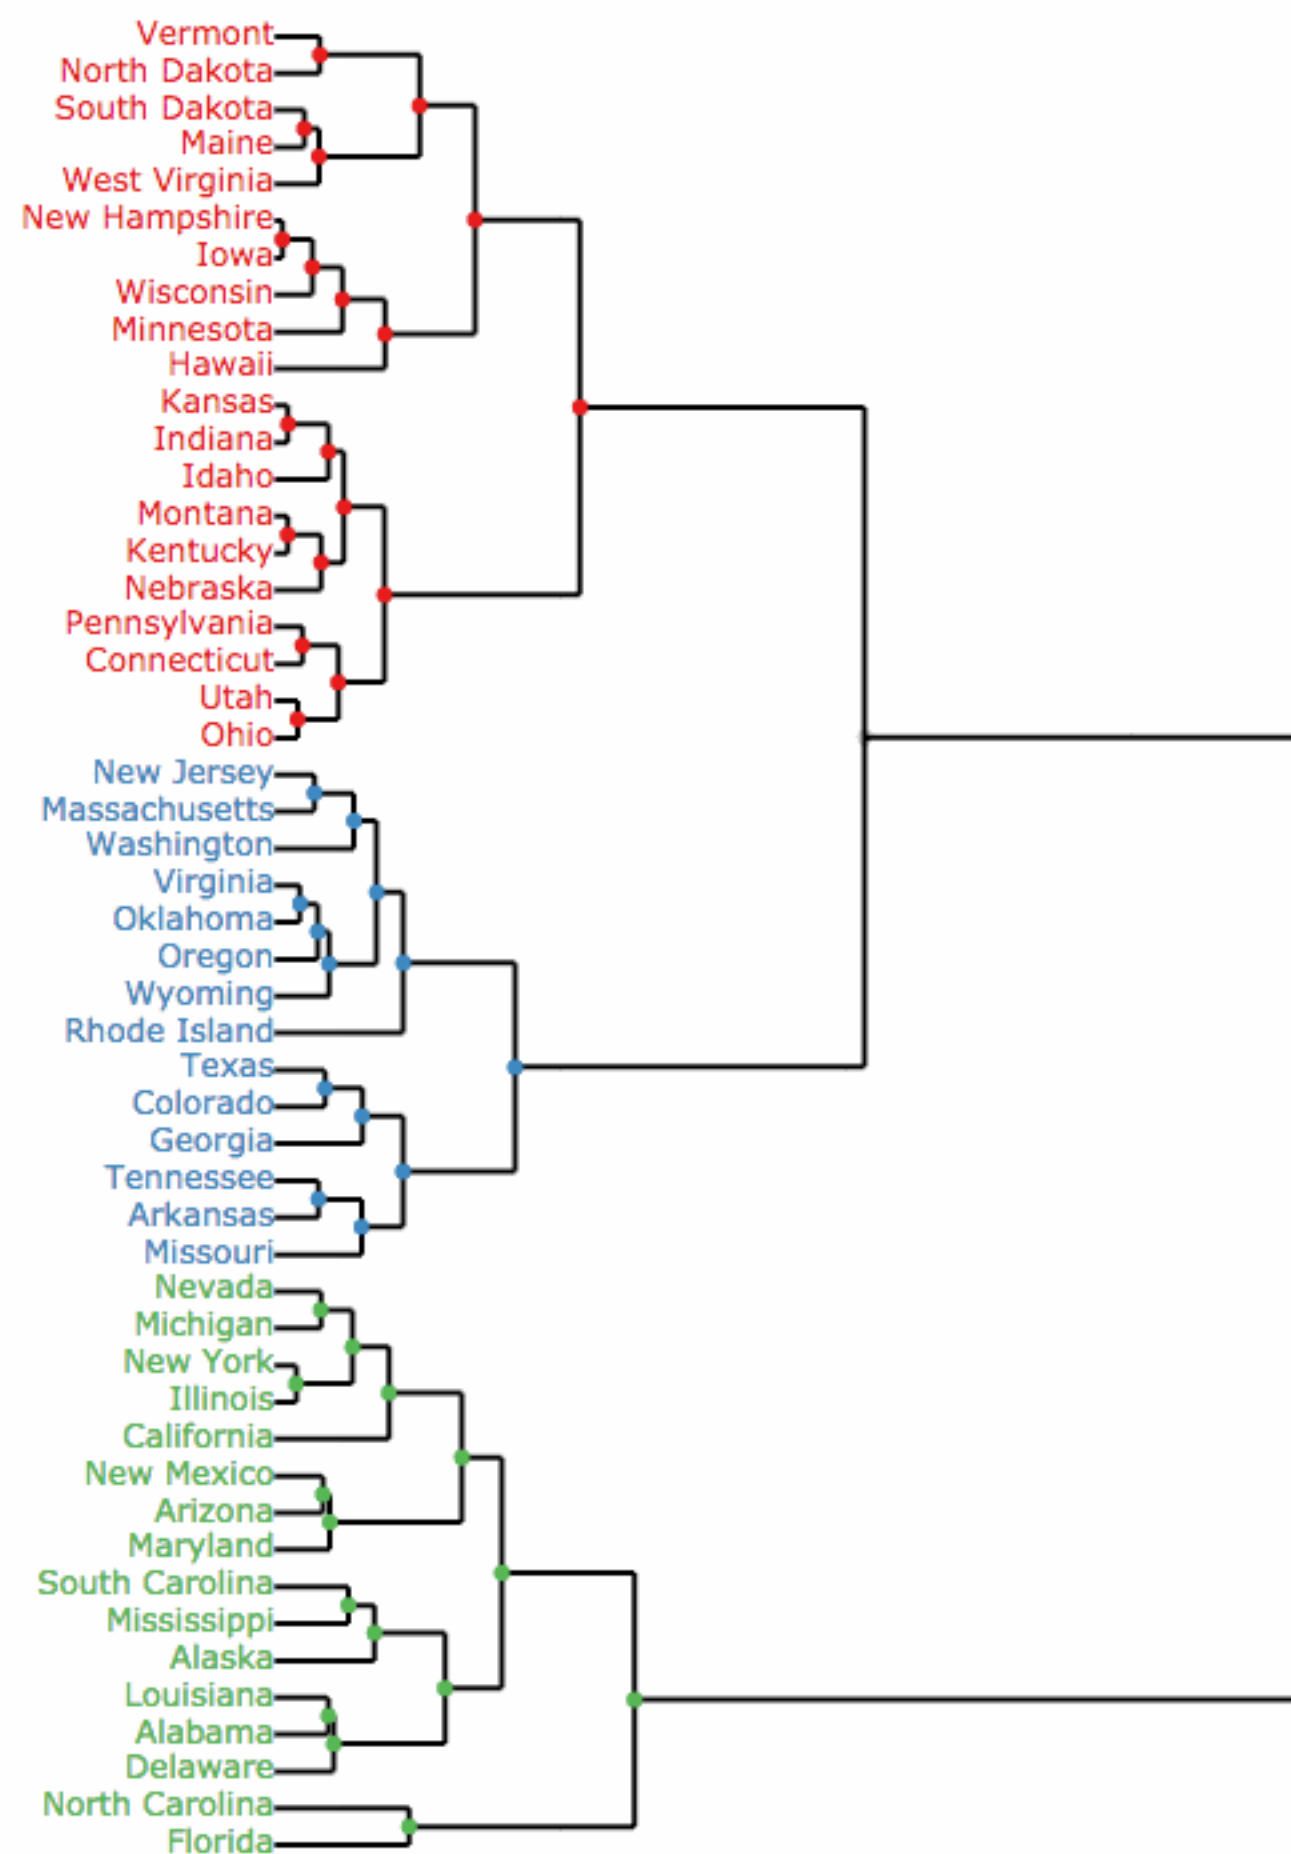 Vermont
North Dakota
South Dakota
Maine
West Virginia
New Hampshire
Iowa
Wisconsin
Minnesota
Hawaii
Kansas
Indiana
Idaho
Montana
Kentucky
Nebraska
Pennsylvania
Connecticut
Utah
Ohio
New Jersey
Massachusetts
Washington
Virginia
Oklahoma
Oregon
Wyoming
Rhode Island
Texas
Colorado
Georgia
Tennessee
Arkansas
Missouri
Nevada
Michigan
New York
Illinois
California
New Mexico
Arizona
Maryland
South Carolina
Mississippi
Alaska
Louisiana
Alabama
Delaware
North Carolina
Florida